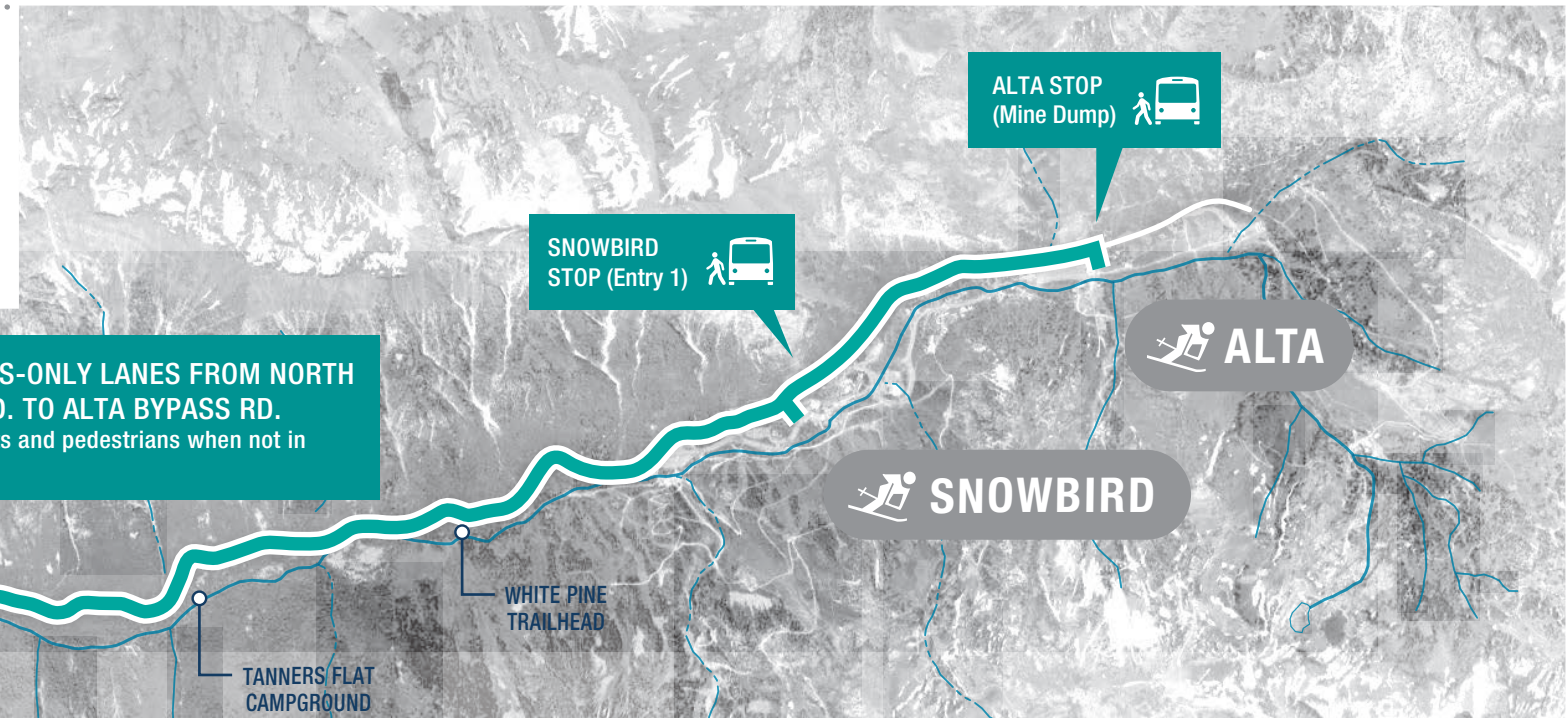 ALTA STOP
(Mine Dump)
SNOWBIRD
STOP (Entry 1)
ALTA
S-ONLY LANES FROM NORTH
D. TO ALTA BYPASS RD.
s and pedestrians when not in
SNOWBIRD
WHITE PINE
TRAILHEAD
TANNERS FLAT
CAMPGROUND